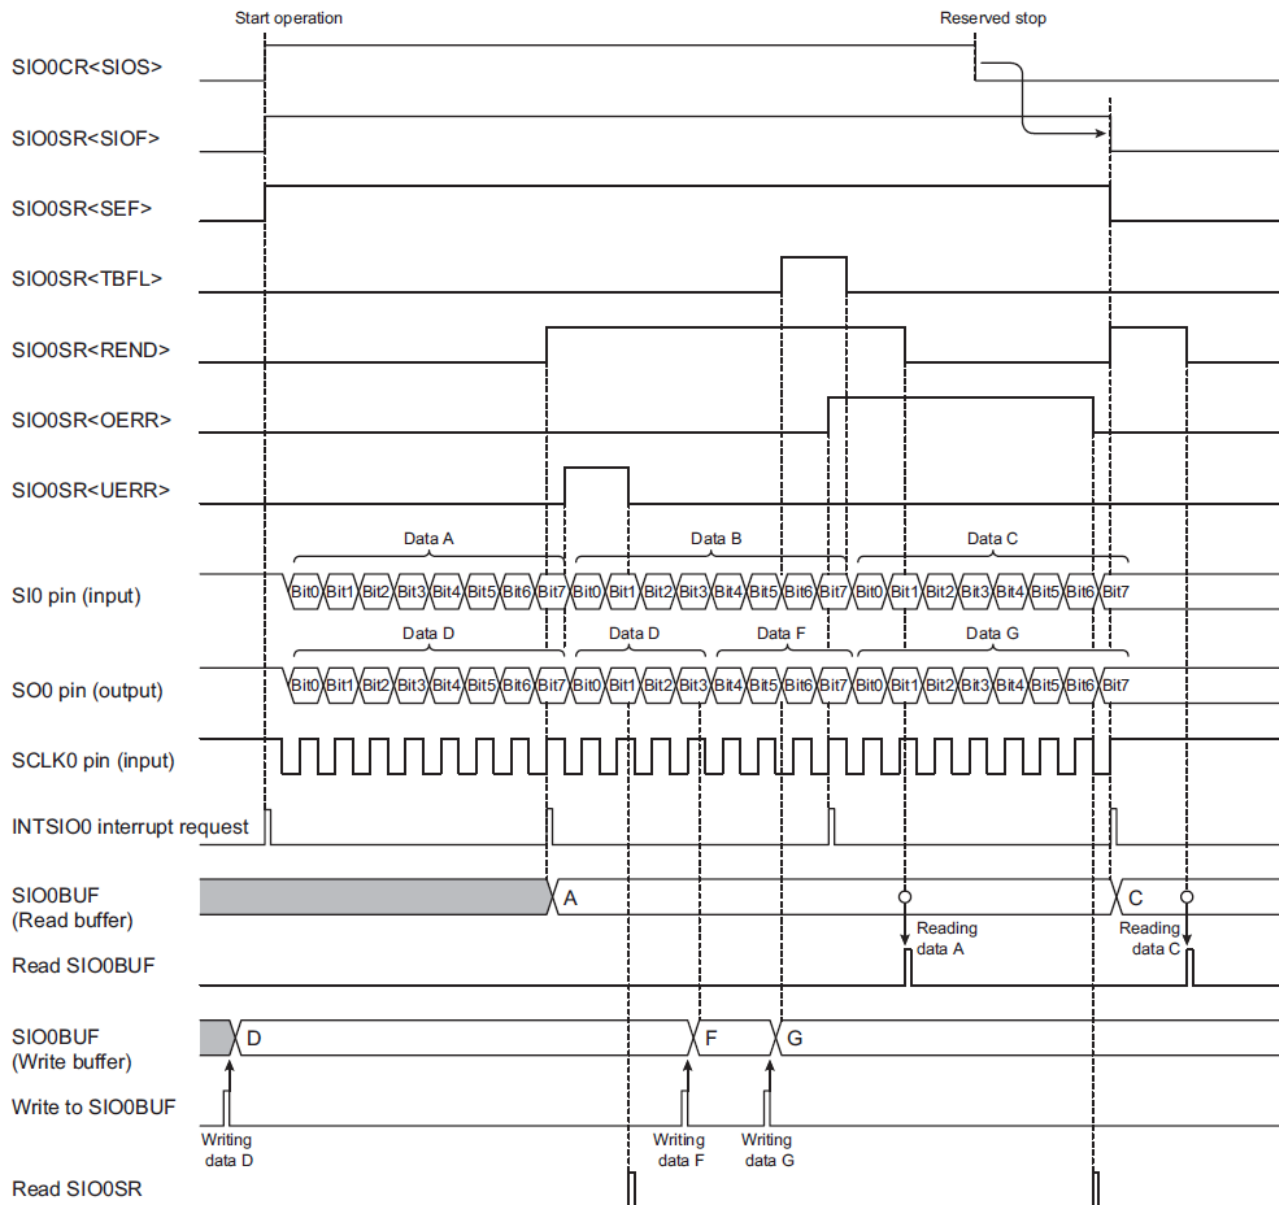 Start operation Reserved stop
SIO0CR<SIOS>
SIO0SR<SIOF>
SIO0SR<SEF>
SIO0SR<TBFL>
SIO0SR<REND>
SIO0SR<OERR>
SIO0SR<UERR>
Data A Data B Data C
SI0 pin (input) Bit0 Bit1 Bit2 Bit3 Bit4 Bit5 Bit6 Bit7 Bit0 Bit1 Bit2 Bit3 Bit4 Bit5 Bit6 Bit7 Bit0 Bit1 Bit2 Bit3 Bit4 Bit5 Bit6 Bit7
Data D Data D Data F Data G
SO0 pin (output) Bit0 Bit1 Bit2 Bit3 Bit4 Bit5 Bit6 Bit7 Bit0 Bit1 Bit2 Bit3 Bit4 Bit5 Bit6 Bit7 Bit0 Bit1 Bit2 Bit3 Bit4 Bit5 Bit6 Bit7
SCLK0 pin (input)
INTSIO0 interrupt request
SIO0BUF
(Read buffer)
A C
Reading
data A
Reading
data C
Read SIO0BUF
SIO0BUF
(Write buffer)
D F G
Write to SIO0BUF
Writing
data D
Writing
data F
Writing
data G
Read SIO0SR